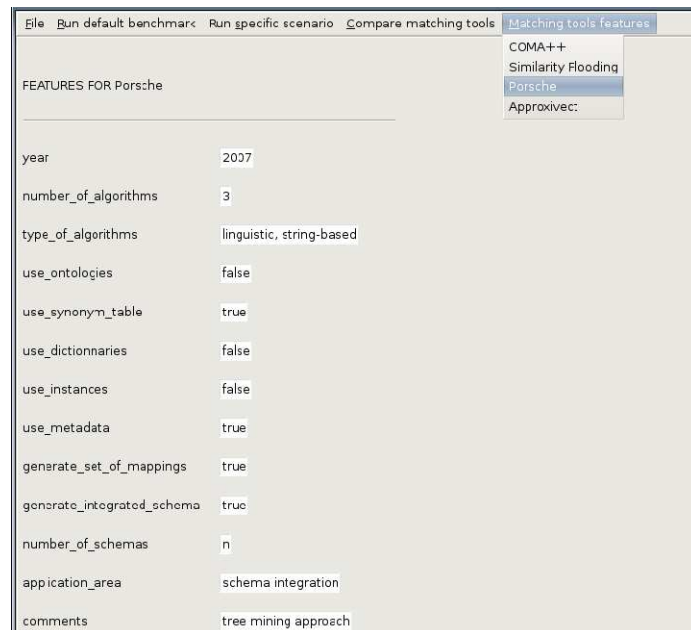 File Run default benchmark Run specific scenario Compare matching tools Matching tools features
COMA++
Similarity Flooding
Porsche
Approxivect
FEATURES FOR Porsche
year 2007
number_of_algorithms 3
type_of_algorithms linguistic, string-based
use_ontologies false
use_synonym_table true
use_dictionnaries false
use_instances false
use_metadata true
generate_set_of_mappings true
generate_integrated_schema true
number_of_schemas n
application_area schema integration
comments tree mining approach